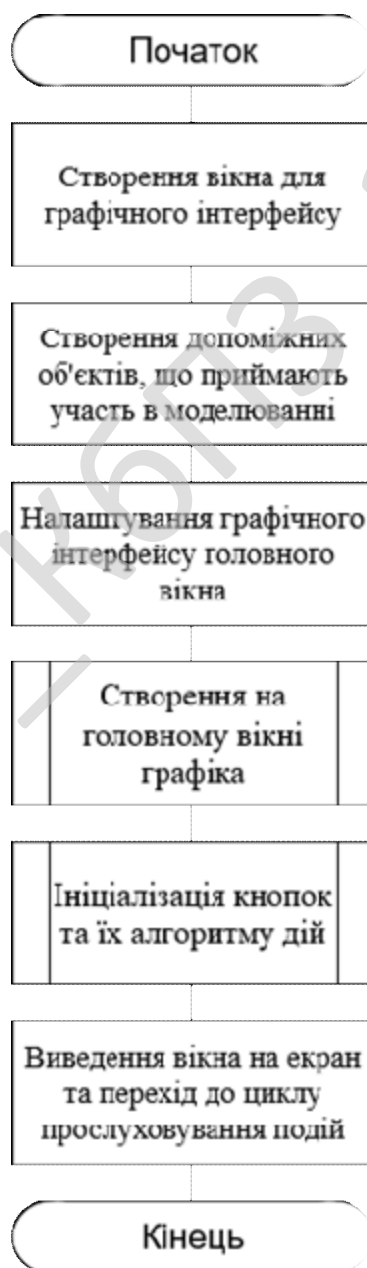 Початок
Створення вікна для
графічного інтерфейсу
Створення допоміжних
об'єктів, що приймають
участь в моделюванні
Налаштування графічного
інтерфейсу головного
вікна
Створення на
головному вікні
графіка
Ініціалізація кнопок
та їх алгоритму дій
Виведення вікна на екран
та перехід до циклу
прослуховування подій
Кінець